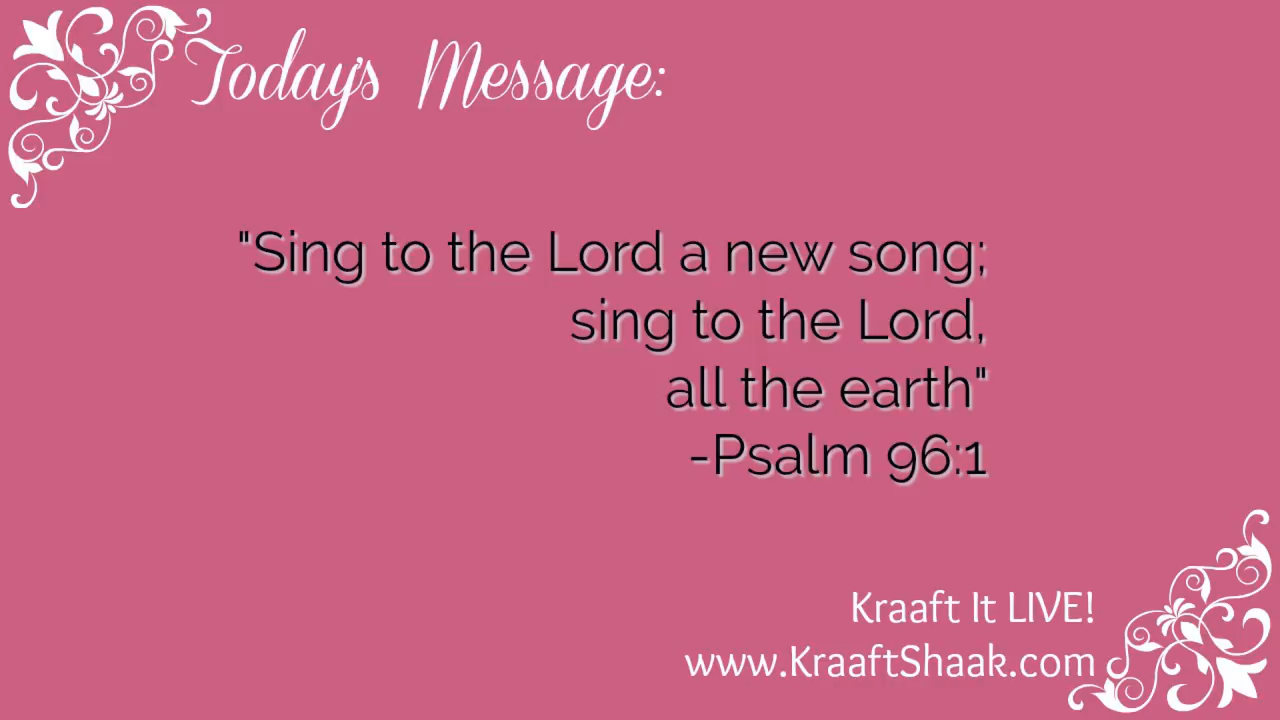 Today's Message:
"Sing to the Lord a new song;
sing to the Lord,
all the earth"
-Psalm 96:1
Kraaft It LIVE!
www.KraaftShaak.com